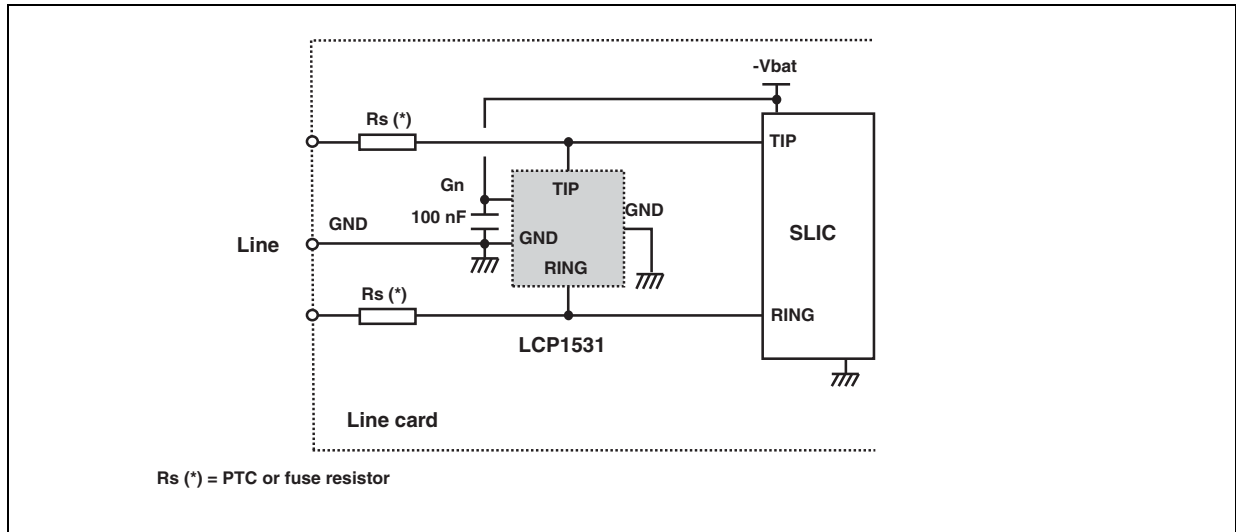 -Vbat
Rs (*)
TIP
Gn
TIP
100 nF
GND
GND
GND
SLIC
Line
RING
Rs (*)
RING
LCP1531
Line card
Rs (*) = PTC or fuse resistor